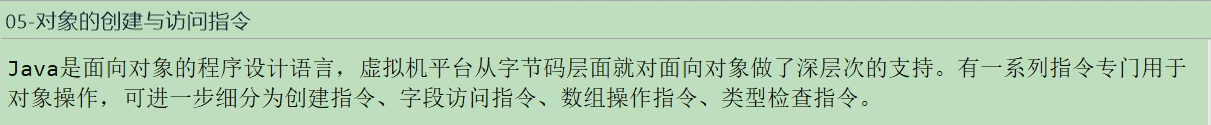 05-对象的创建与访问指令
Java是面向对象的程序设计语言，虚拟机平台从字节码层面就对面向对象做了深层次的支持。有一系列指令专门用于
对象操作，可进一步细分为创建指令、字段访问指令、数组操作指令、类型检查指令。